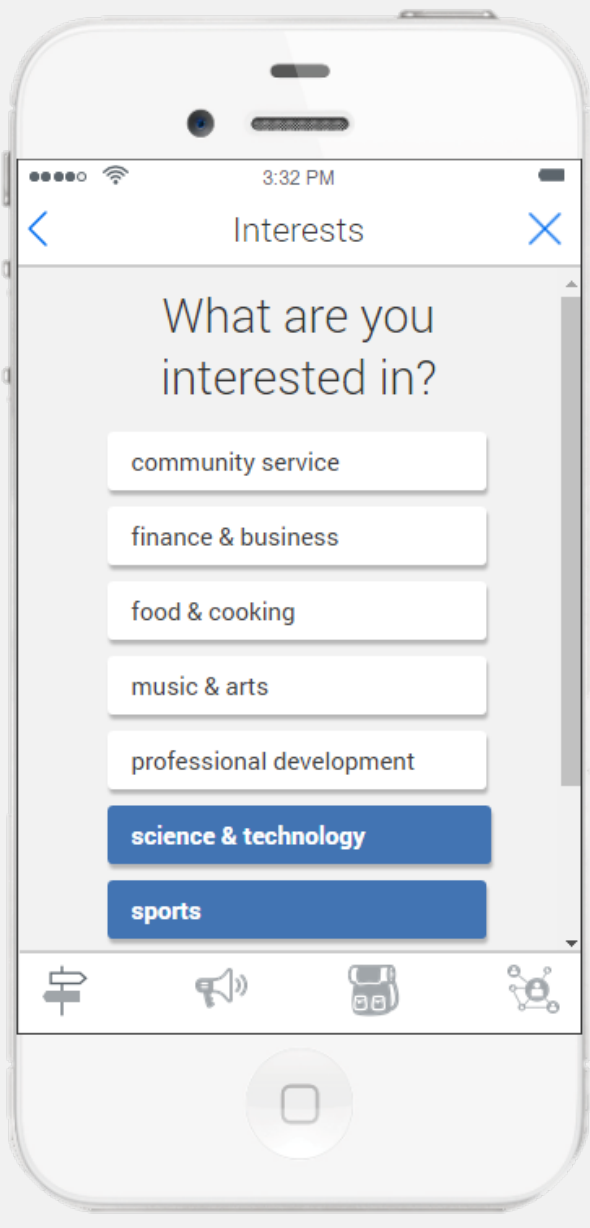 3:32 PM
Interests
What are you
interested in?
community service
finance & business
food & cooking
music & arts
professional development
science & technology
sports